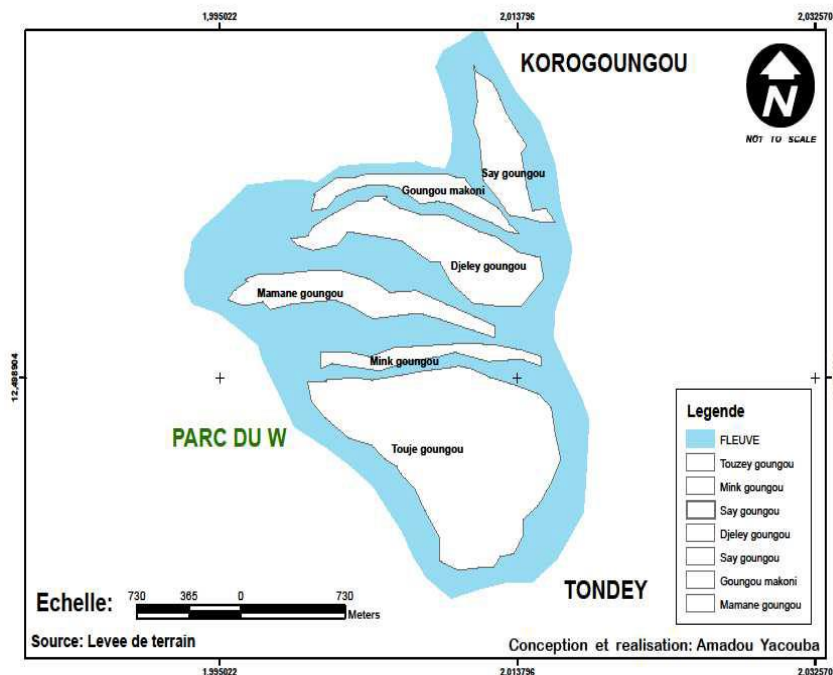 1,995022
2,013796
2,032570
KOROGOUNGOU
N
NOT TO SCALE
Say goungou
Goungou makoni
Djeley goungou
Mamane goungou
Mink goungou
12,498904
PARC DU W
Touje goungou
Legende
FLEUVE
Touzey goungou
Mink goungou
Say goungou
Djeley goungou
Say goungou
Goungou makoni
Mamane goungou
TONDEY
Echelle:
730 365 0 730
Meters
Source: Levee de terrain
Conception et realisation: Amadou Yacouba
1,995022
2,013796
2,032570